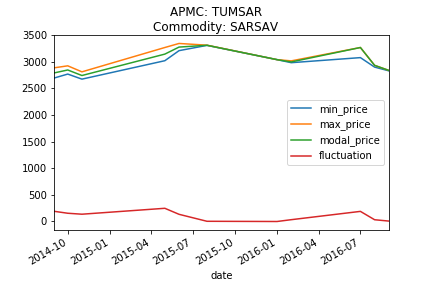 APMC: TUMSAR
Commodity: SARSAV
3500
3000
2500
2000
1500
1000
500
0
min_price
max_price
modal_price
fluctuation
2014-10
2015-01
2015-04
2015-07
2015-10
2016-01
2016-04
2016-07
date